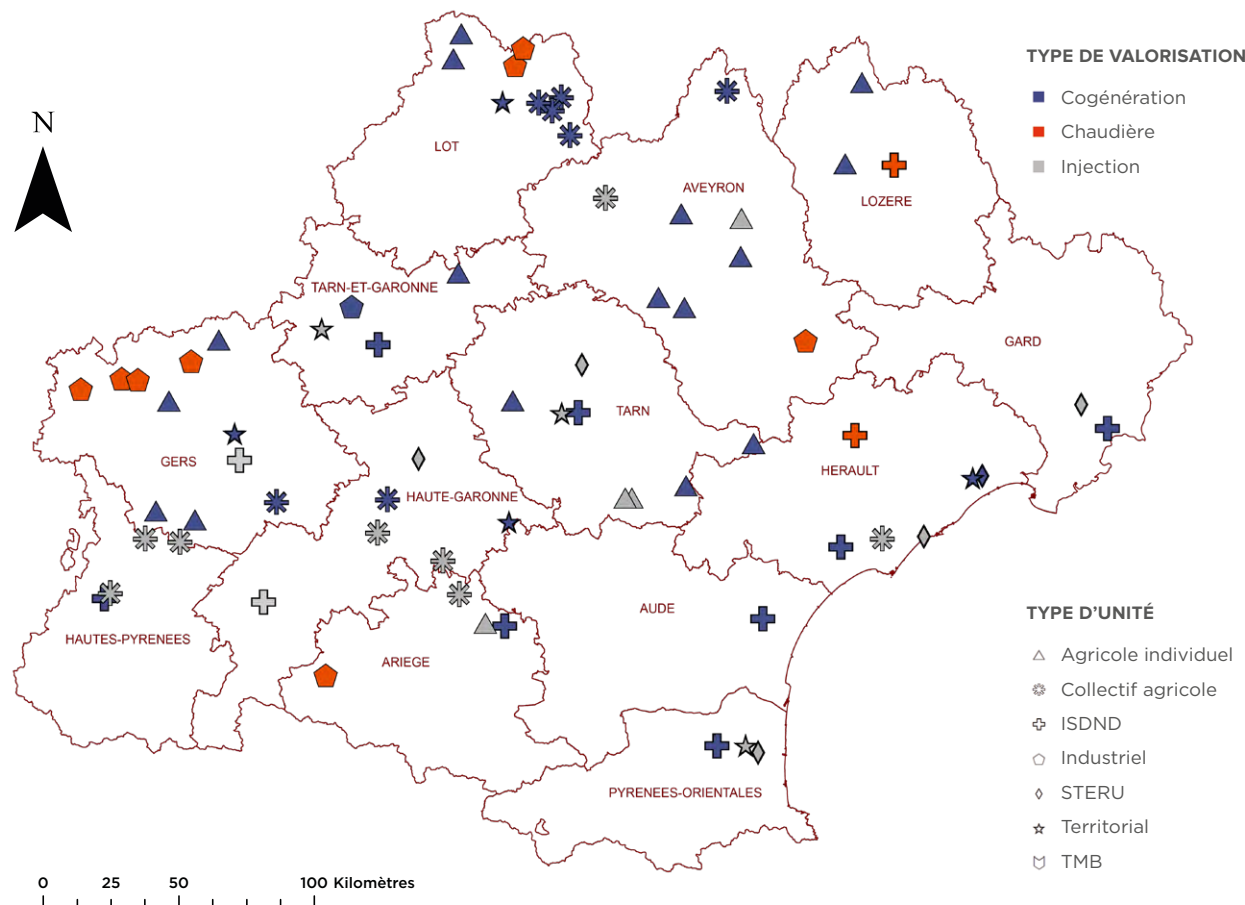 N
LOT
AVEYRON
LOZERE
TARN-ET-GARONNE
GARD
TARN
GERS
HAUTE-GARONNE
HERAULT
AUDE
HAUTES-PYRENEES
ARIEGE
PYRENEES-ORIENTALES
0 25 50 100 Kilomètres
TYPE DE VALORISATION
Cogénération
Chaudière
Injection
TYPE D’UNITÉ
Agricole individuel
Collectif agricole
ISDND
Industriel
STERU
Territorial
TMB